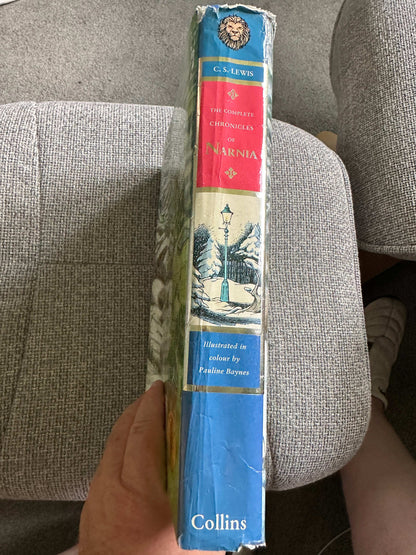 C. S. LEWIS
THE COMPLETE
CHRONICLES
OF
NARNIA
Illustrated in
colour by
Pauline Baynes
Collins